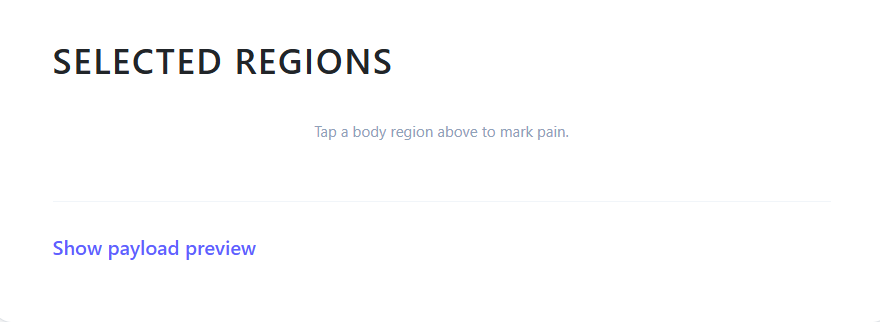 SELECTED REGIONS
Tap a body region above to mark pain.
Show payload preview